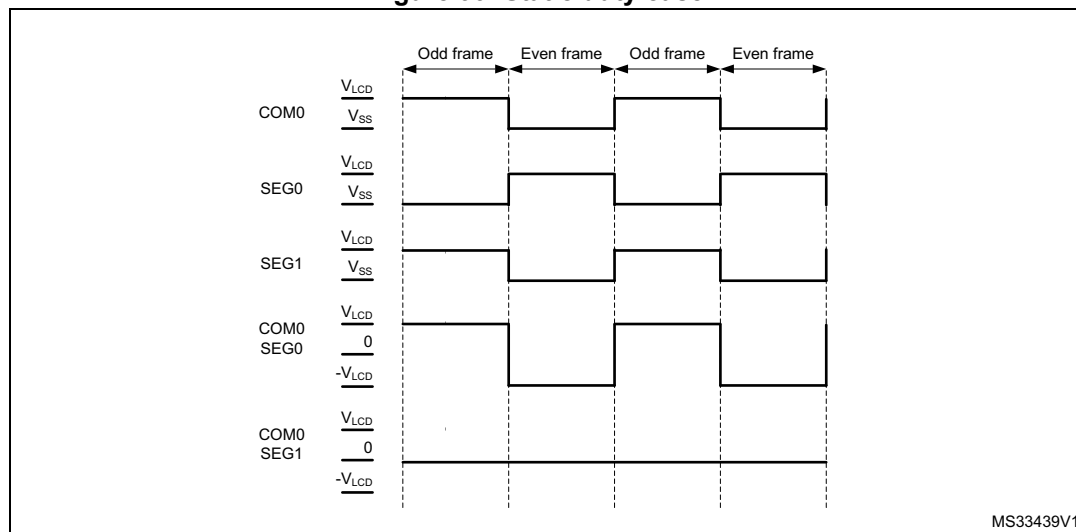 Odd frame Even frame Odd frame Even frame
VLCD
COM0
VSS
VLCD
SEG0
VSS
VLCD
SEG1
VSS
VLCD
COM0
SEG0
0
-VLCD
VLCD
COM0
SEG1
0
-VLCD
MS33439V1